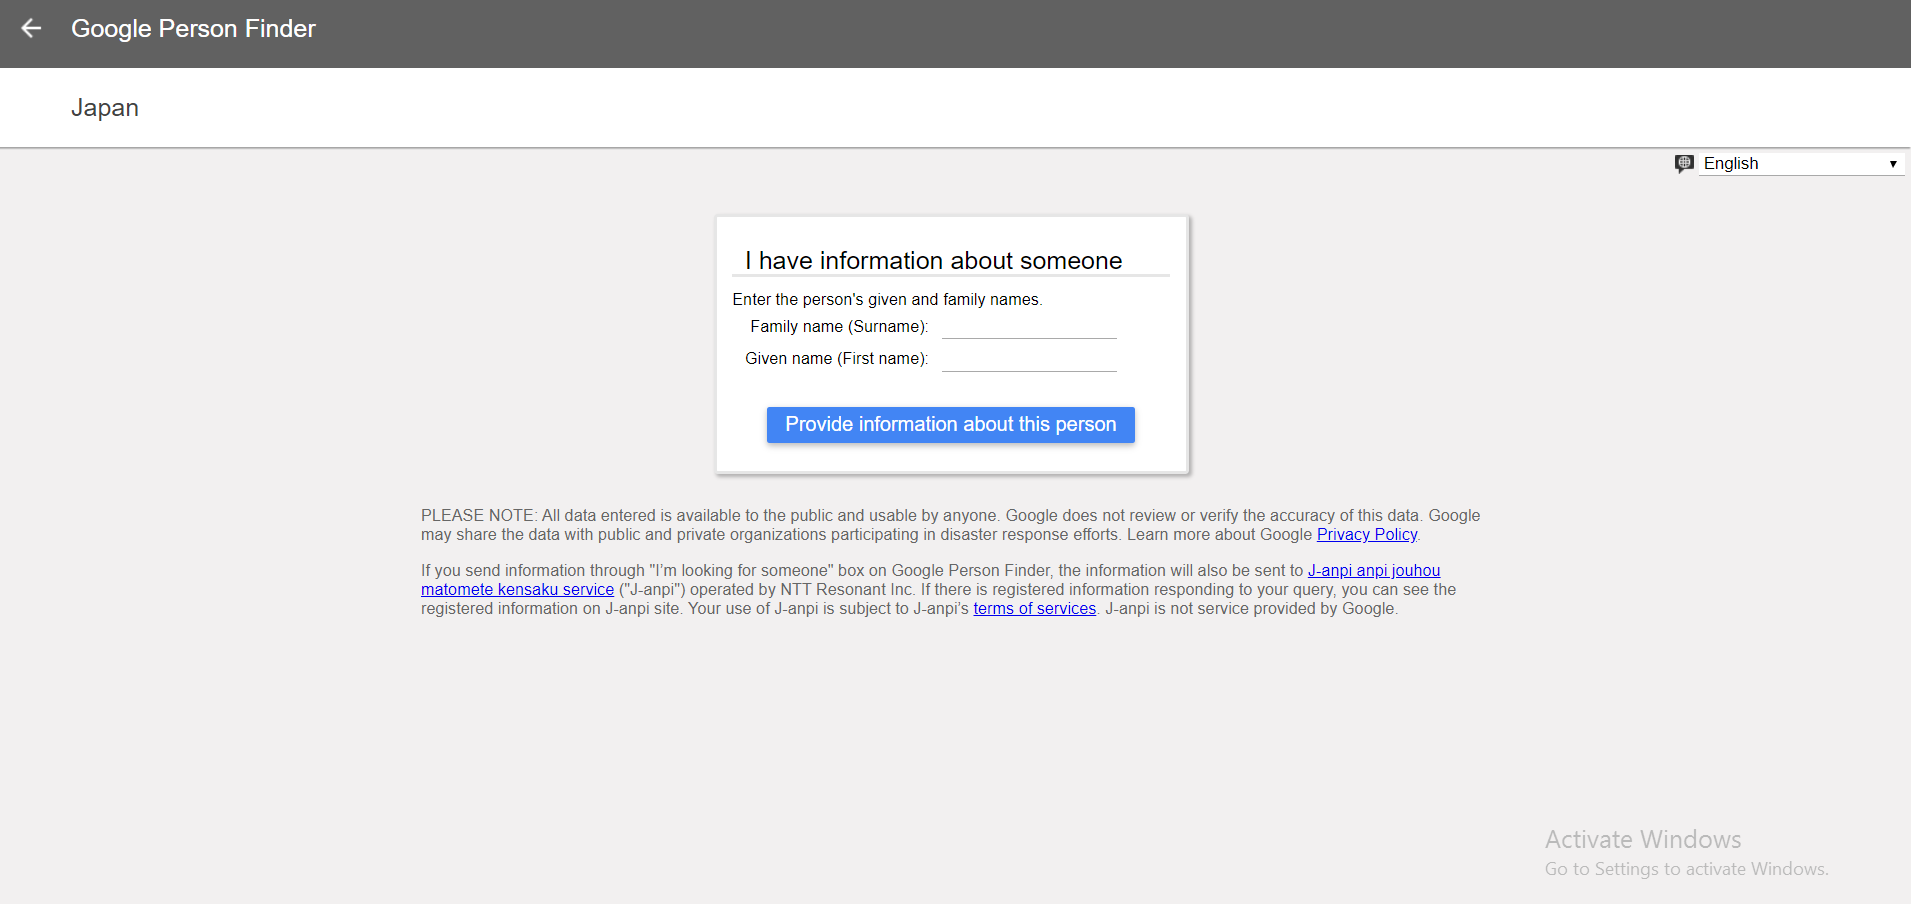 Google Person Finder
Japan
English
I have information about someone
Enter the person's given and family names.
Family name (Surname):
Given name (First name):
Provide information about this person
PLEASE NOTE: All data entered is available to the public and usable by anyone. Google does not review or verify the accuracy of this data. Google
may share the data with public and private organizations participating in disaster response efforts. Learn more about Google Privacy Policy.
If you send information through "I’m looking for someone" box on Google Person Finder, the information will also be sent to J-anpi anpi jouhou
matomete kensaku service ("J-anpi") operated by NTT Resonant Inc. If there is registered information responding to your query, you can see the
registered information on J-anpi site. Your use of J-anpi is subject to J-anpi’s terms of services. J-anpi is not service provided by Google.
Activate Windows
Go to Settings to activate Windows.